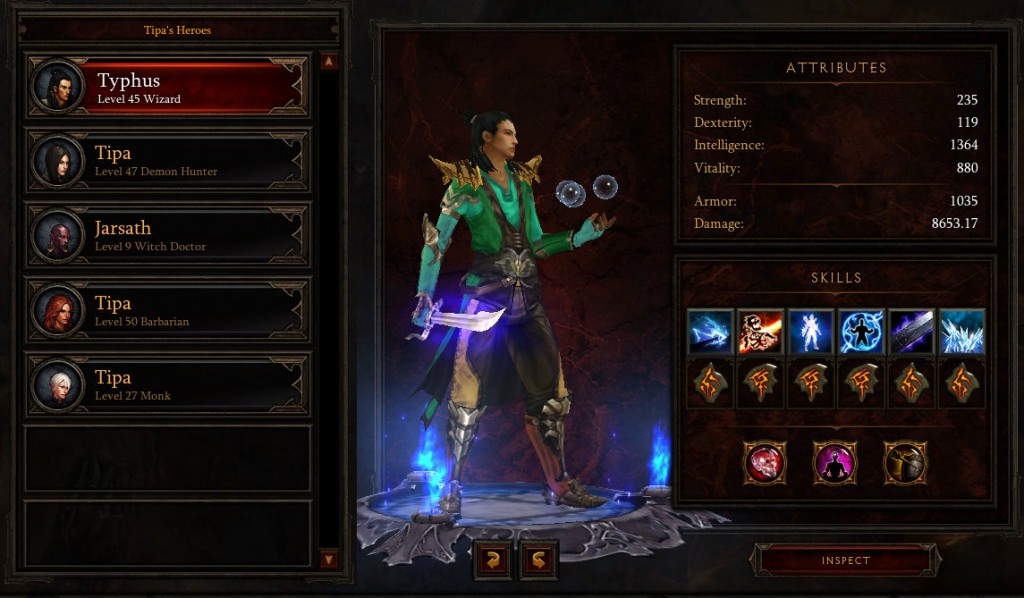 Tipa's Heroes
Typhus
Level 45 Wizard
Tipa
Level 47 Demon Hunter
Jarsath
Level 9 Witch Doctor
Tipa
Level 50 Barbarian
Tipa
Level 27 Monk
ATTRIBUTES
Strength: 235
Dexterity: 119
Intelligence: 1364
Vitality: 880
Armor: 1035
Damage: 8653.17
SKILLS
INSPECT